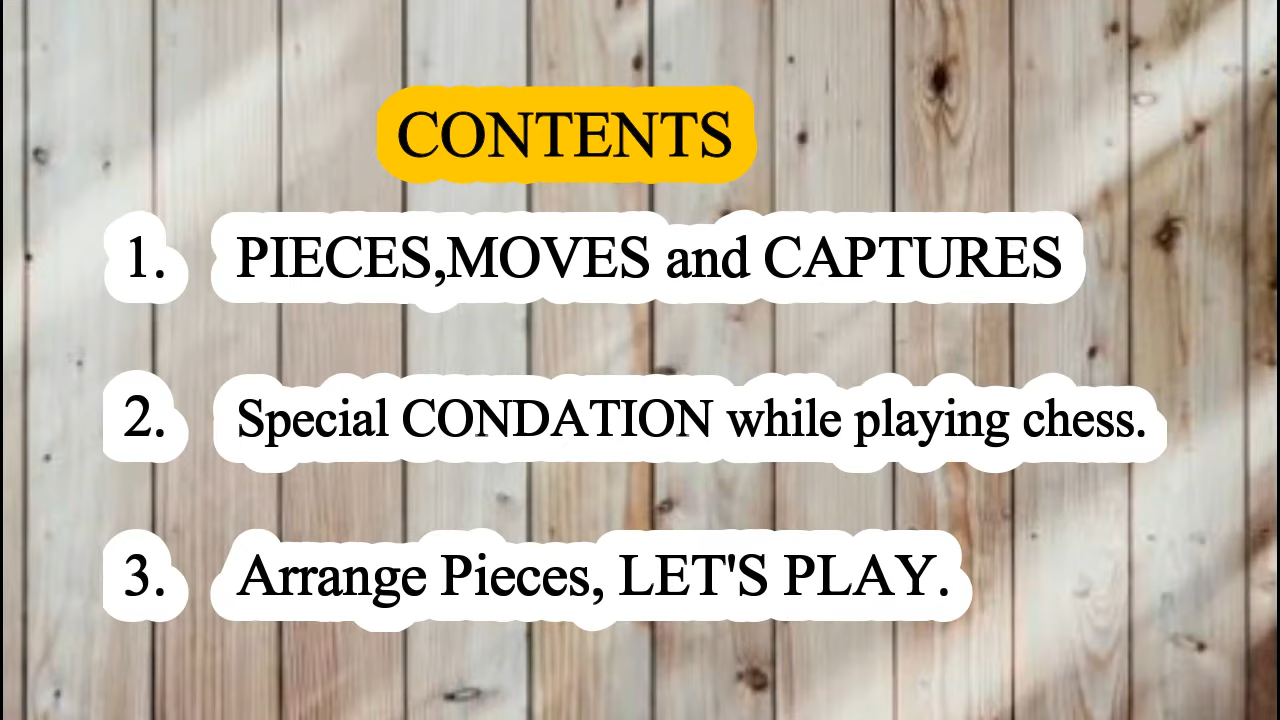 CONTENTS
1. PIECES,MOVES and CAPTURES
2. Special CONDATION while playing chess.
3. Arrange Pieces, LET'S PLAY.